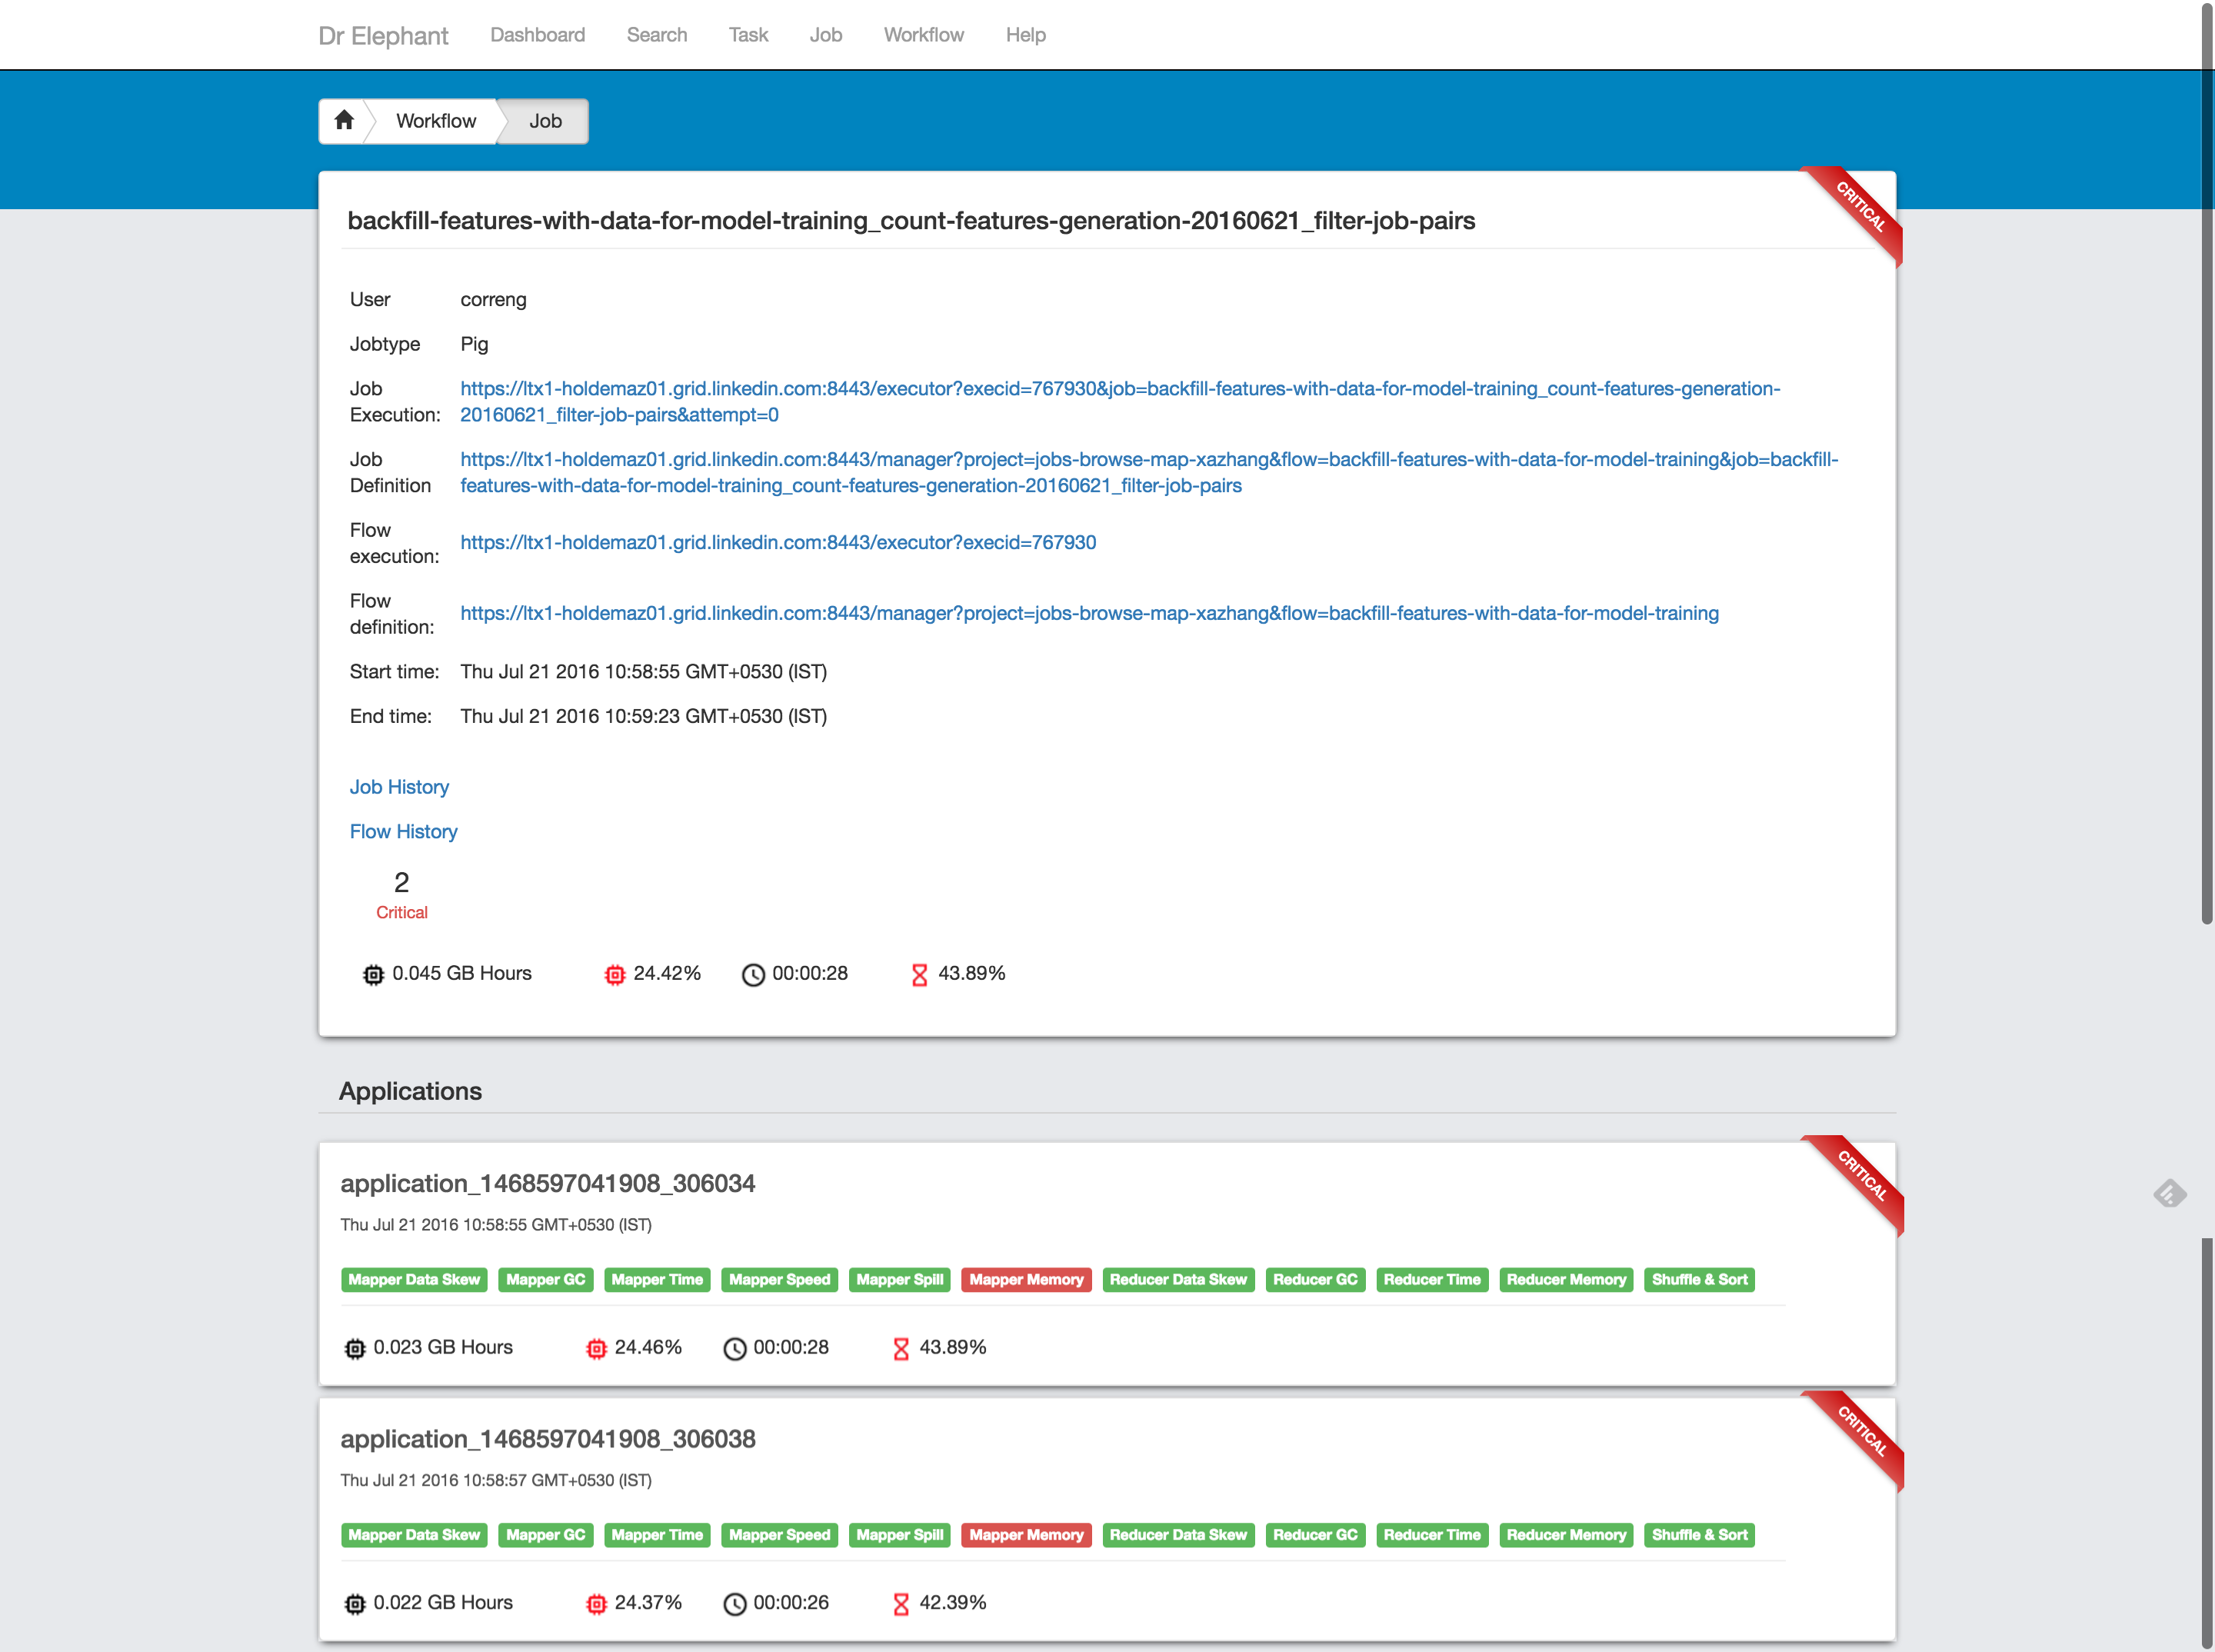 Dr Elephant Dashboard Search Task Job Workflow Help
Workflow Job
CRITICAL
backfill-features-with-data-for-model-training_count-features-generation-20160621_filter-job-pairs
User correng
Jobtype Pig
Job Execution: https://ltx1-holdemaz01.grid.linkedin.com:8443/executor?execid=767930&job=backfill-features-with-data-for-model-training_count-features-generation-
20160621_filter-job-pairs&attempt=0
Job Definition https://ltx1-holdemaz01.grid.linkedin.com:8443/manager?project=jobs-browse-map-xazhang&flow=backfill-features-with-data-for-model-training&job=backfill-
features-with-data-for-model-training_count-features-generation-20160621_filter-job-pairs
Flow execution: https://ltx1-holdemaz01.grid.linkedin.com:8443/executor?execid=767930
Flow definition: https://ltx1-holdemaz01.grid.linkedin.com:8443/manager?project=jobs-browse-map-xazhang&flow=backfill-features-with-data-for-model-training
Start time: Thu Jul 21 2016 10:58:55 GMT+0530 (IST)
End time: Thu Jul 21 2016 10:59:23 GMT+0530 (IST)
Job History
Flow History
2
Critical
0.045 GB Hours 24.42% 00:00:28 43.89%
Applications
CRITICAL
application_1468597041908_306034
Thu Jul 21 2016 10:58:55 GMT+0530 (IST)
Mapper Data Skew Mapper GC Mapper Time Mapper Speed Mapper Spill Mapper Memory Reducer Data Skew Reducer GC Reducer Time Reducer Memory Shuffle & Sort
0.023 GB Hours 24.46% 00:00:28 43.89%
CRITICAL
application_1468597041908_306038
Thu Jul 21 2016 10:58:57 GMT+0530 (IST)
Mapper Data Skew Mapper GC Mapper Time Mapper Speed Mapper Spill Mapper Memory Reducer Data Skew Reducer GC Reducer Time Reducer Memory Shuffle & Sort
0.022 GB Hours 24.37% 00:00:26 42.39%